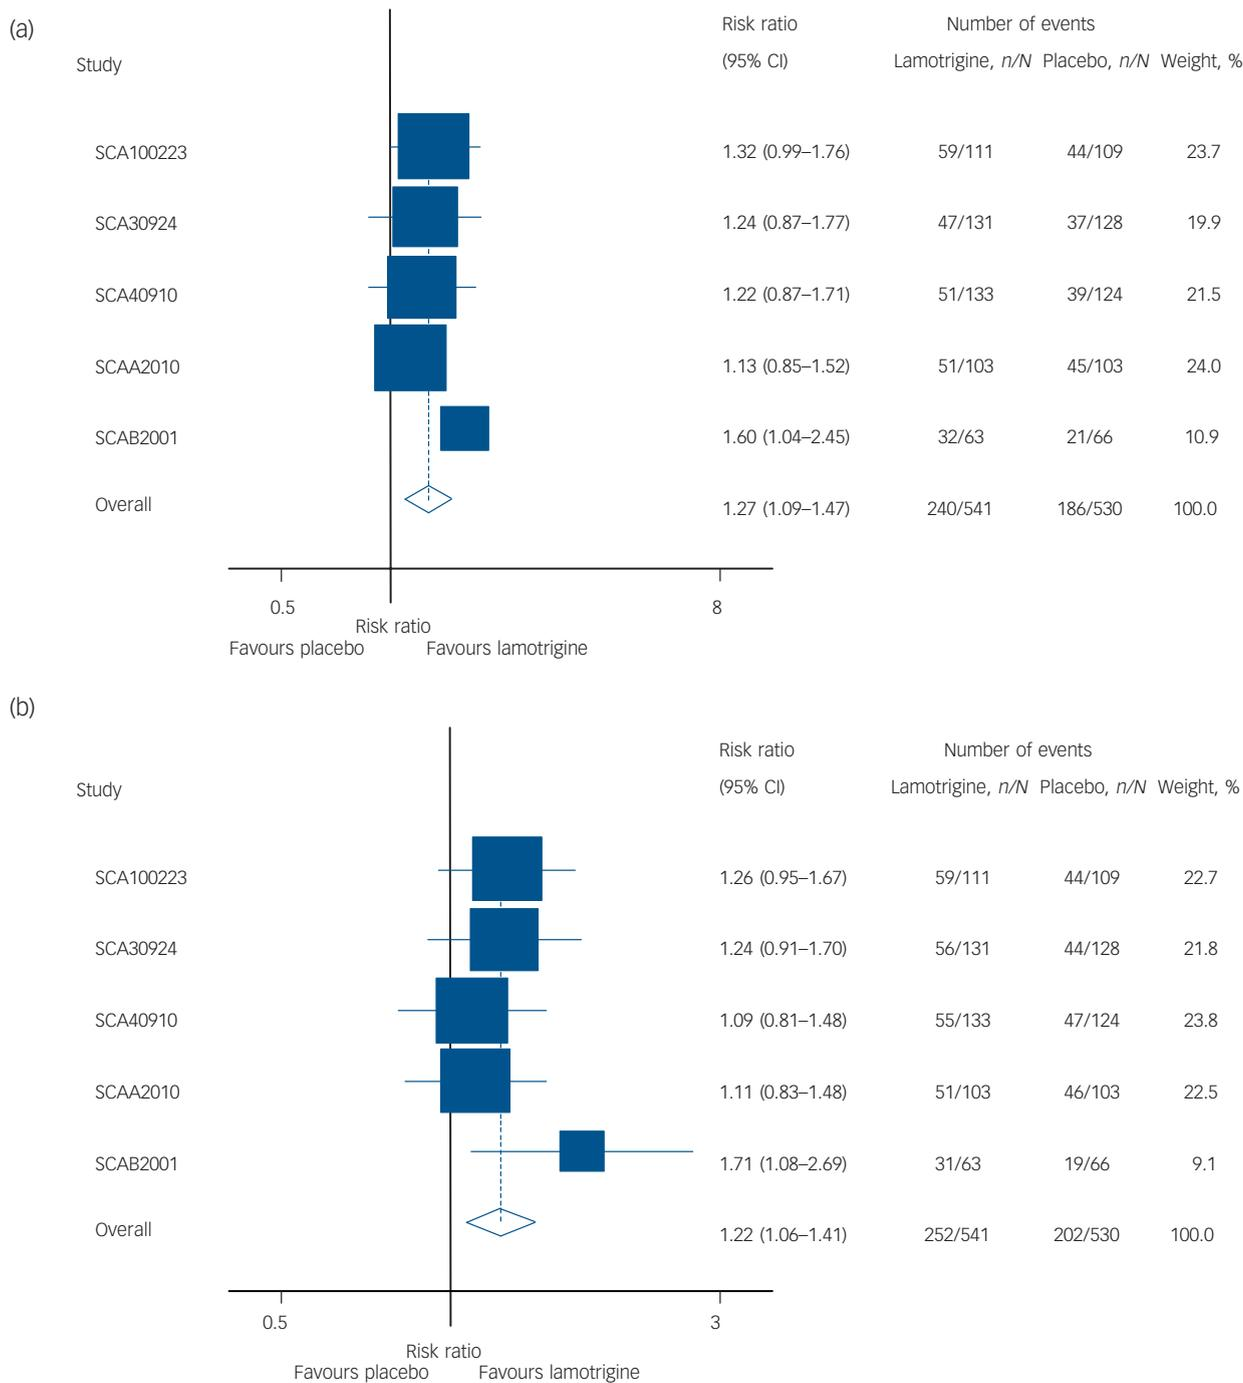 (a)
Risk ratio Number of events
Study (95% CI) Lamotrigine, n/N Placebo, n/N Weight, %
SCA100223 1.32 (0.99–1.76) 59/111 44/109 23.7
SCA30924 1.24 (0.87–1.77) 47/131 37/128 19.9
SCA40910 1.22 (0.87–1.71) 51/133 39/124 21.5
SCAA2010 1.13 (0.85–1.52) 51/103 45/103 24.0
SCAB2001 1.60 (1.04–2.45) 32/63 21/66 10.9
Overall 1.27 (1.09–1.47) 240/541 186/530 100.0
0.5 8
Risk ratio
Favours placebo Favours lamotrigine
(b)
Risk ratio Number of events
Study (95% CI) Lamotrigine, n/N Placebo, n/N Weight, %
SCA100223 1.26 (0.95–1.67) 59/111 44/109 22.7
SCA30924 1.24 (0.91–1.70) 56/131 44/128 21.8
SCA40910 1.09 (0.81–1.48) 55/133 47/124 23.8
SCAA2010 1.11 (0.83–1.48) 51/103 46/103 22.5
SCAB2001 1.71 (1.08–2.69) 31/63 19/66 9.1
Overall 1.22 (1.06–1.41) 252/541 202/530 100.0
0.5 3
Risk ratio
Favours placebo Favours lamotrigine